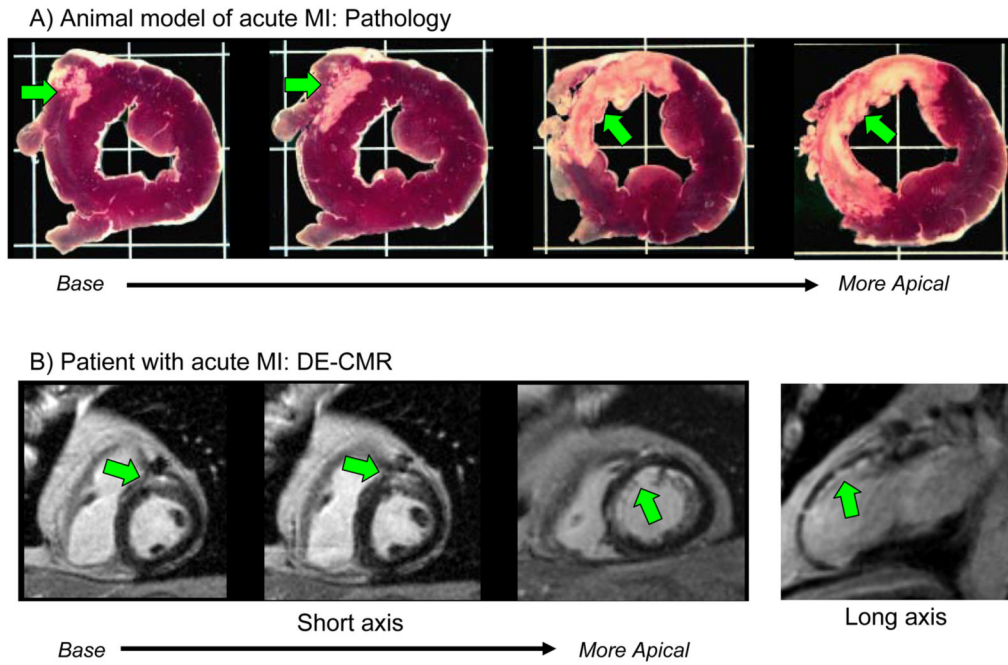 A) Animal model of acute MI: Pathology
Base
More Apical
B) Patient with acute MI: DE-CMR
Short axis
Long axis
Base
More Apical